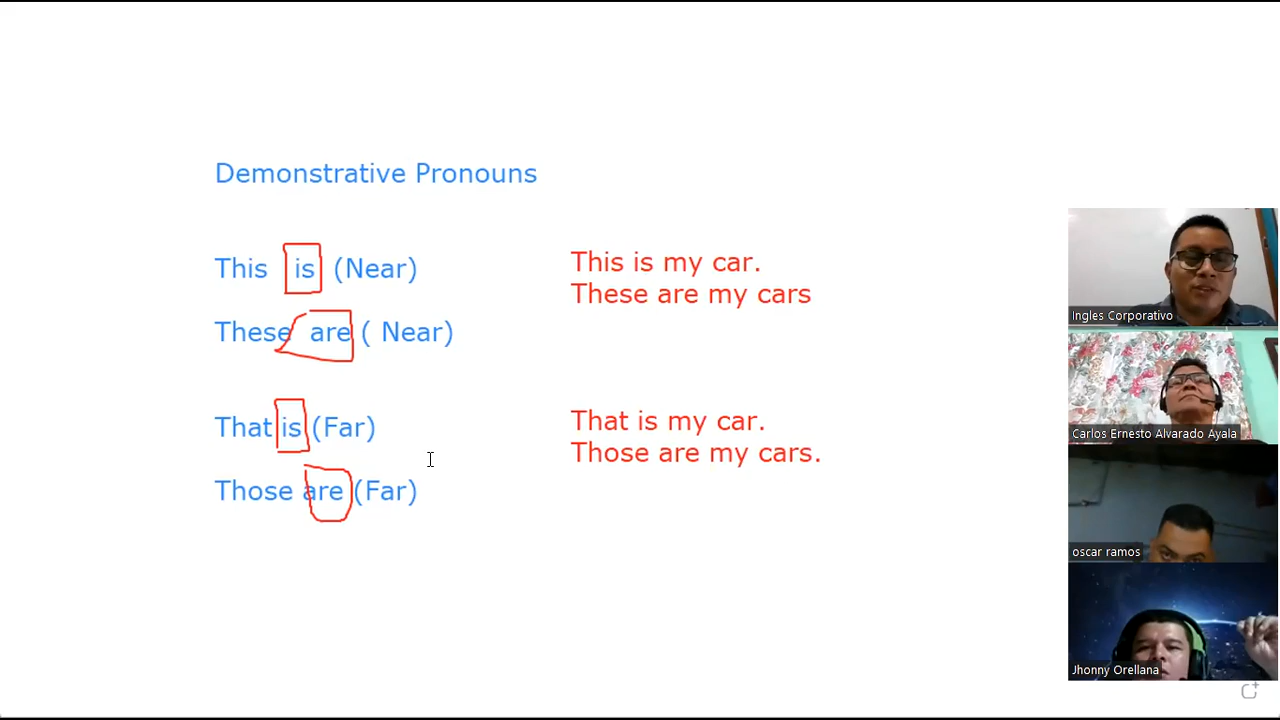 Demonstrative Pronouns
This is (Near)
This is my car.
These are my cars
These are ( Near)
That is (Far)
That is my car.
Those are my cars.
Those are (Far)
Ingles Corporativo
Carlos Ernesto Alvarado Ayala
oscar ramos
Jhonny Orellana